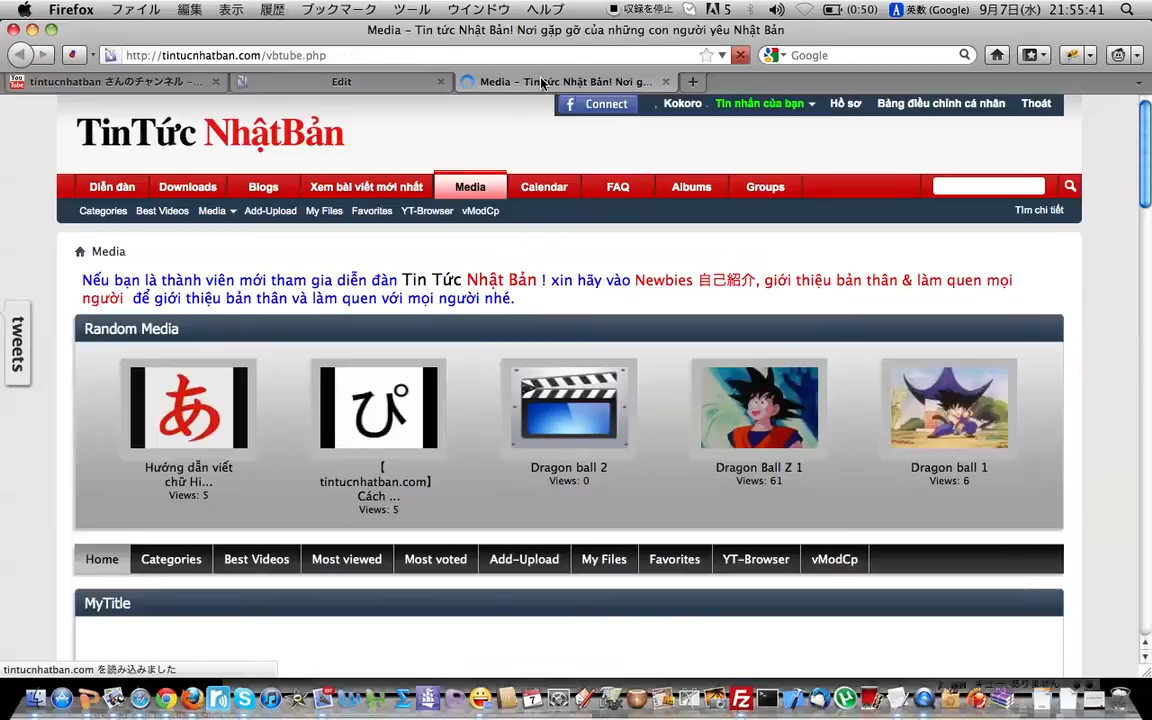 Firefox ファイル 編集 表示 履歴 ブックマーク ツール ウインドウ ヘルプ 収録を停止 A 5 (0:50) A 英数 (Google) 9月7日(水) 21:55:41
Media – Tin tức Nhật Bản! Nơi gặp gỡ của những con người yêu Nhật Bản
http://tintucnhatban.com/vbtube.php Google
tintucnhatban さんのチャンネル – ... Edit Media – Tin tức Nhật Bản! Nơi g...
f Connect , Kokoro Tin nhắn của bạn Hồ sơ Bảng điều chỉnh cá nhân Thoát
TinTức NhậtBản
Diễn đàn Downloads Blogs Xem bài viết mới nhất Media Calendar FAQ Albums Groups
Categories Best Videos Media Add-Upload My Files Favorites YT-Browser vModCp Tìm chi tiết
Media
Nếu bạn là thành viên mới tham gia diễn đàn Tin Tức Nhật Bản ! xin hãy vào Newbies 自己紹介, giới thiệu bản thân & làm quen mọi
người để giới thiệu bản thân và làm quen với mọi người nhé.
tweets
Random Media
あ ぴ
Hướng dẫn viết
chữ Hi...
Views: 5
【
tintucnhatban.com】
Cách ...
Views: 5
Dragon ball 2
Views: 0
Dragon Ball Z 1
Views: 61
Dragon ball 1
Views: 6
Home Categories Best Videos Most viewed Most voted Add-Upload My Files Favorites YT-Browser vModCp
MyTitle
tintucnhatban.com を読み込みました